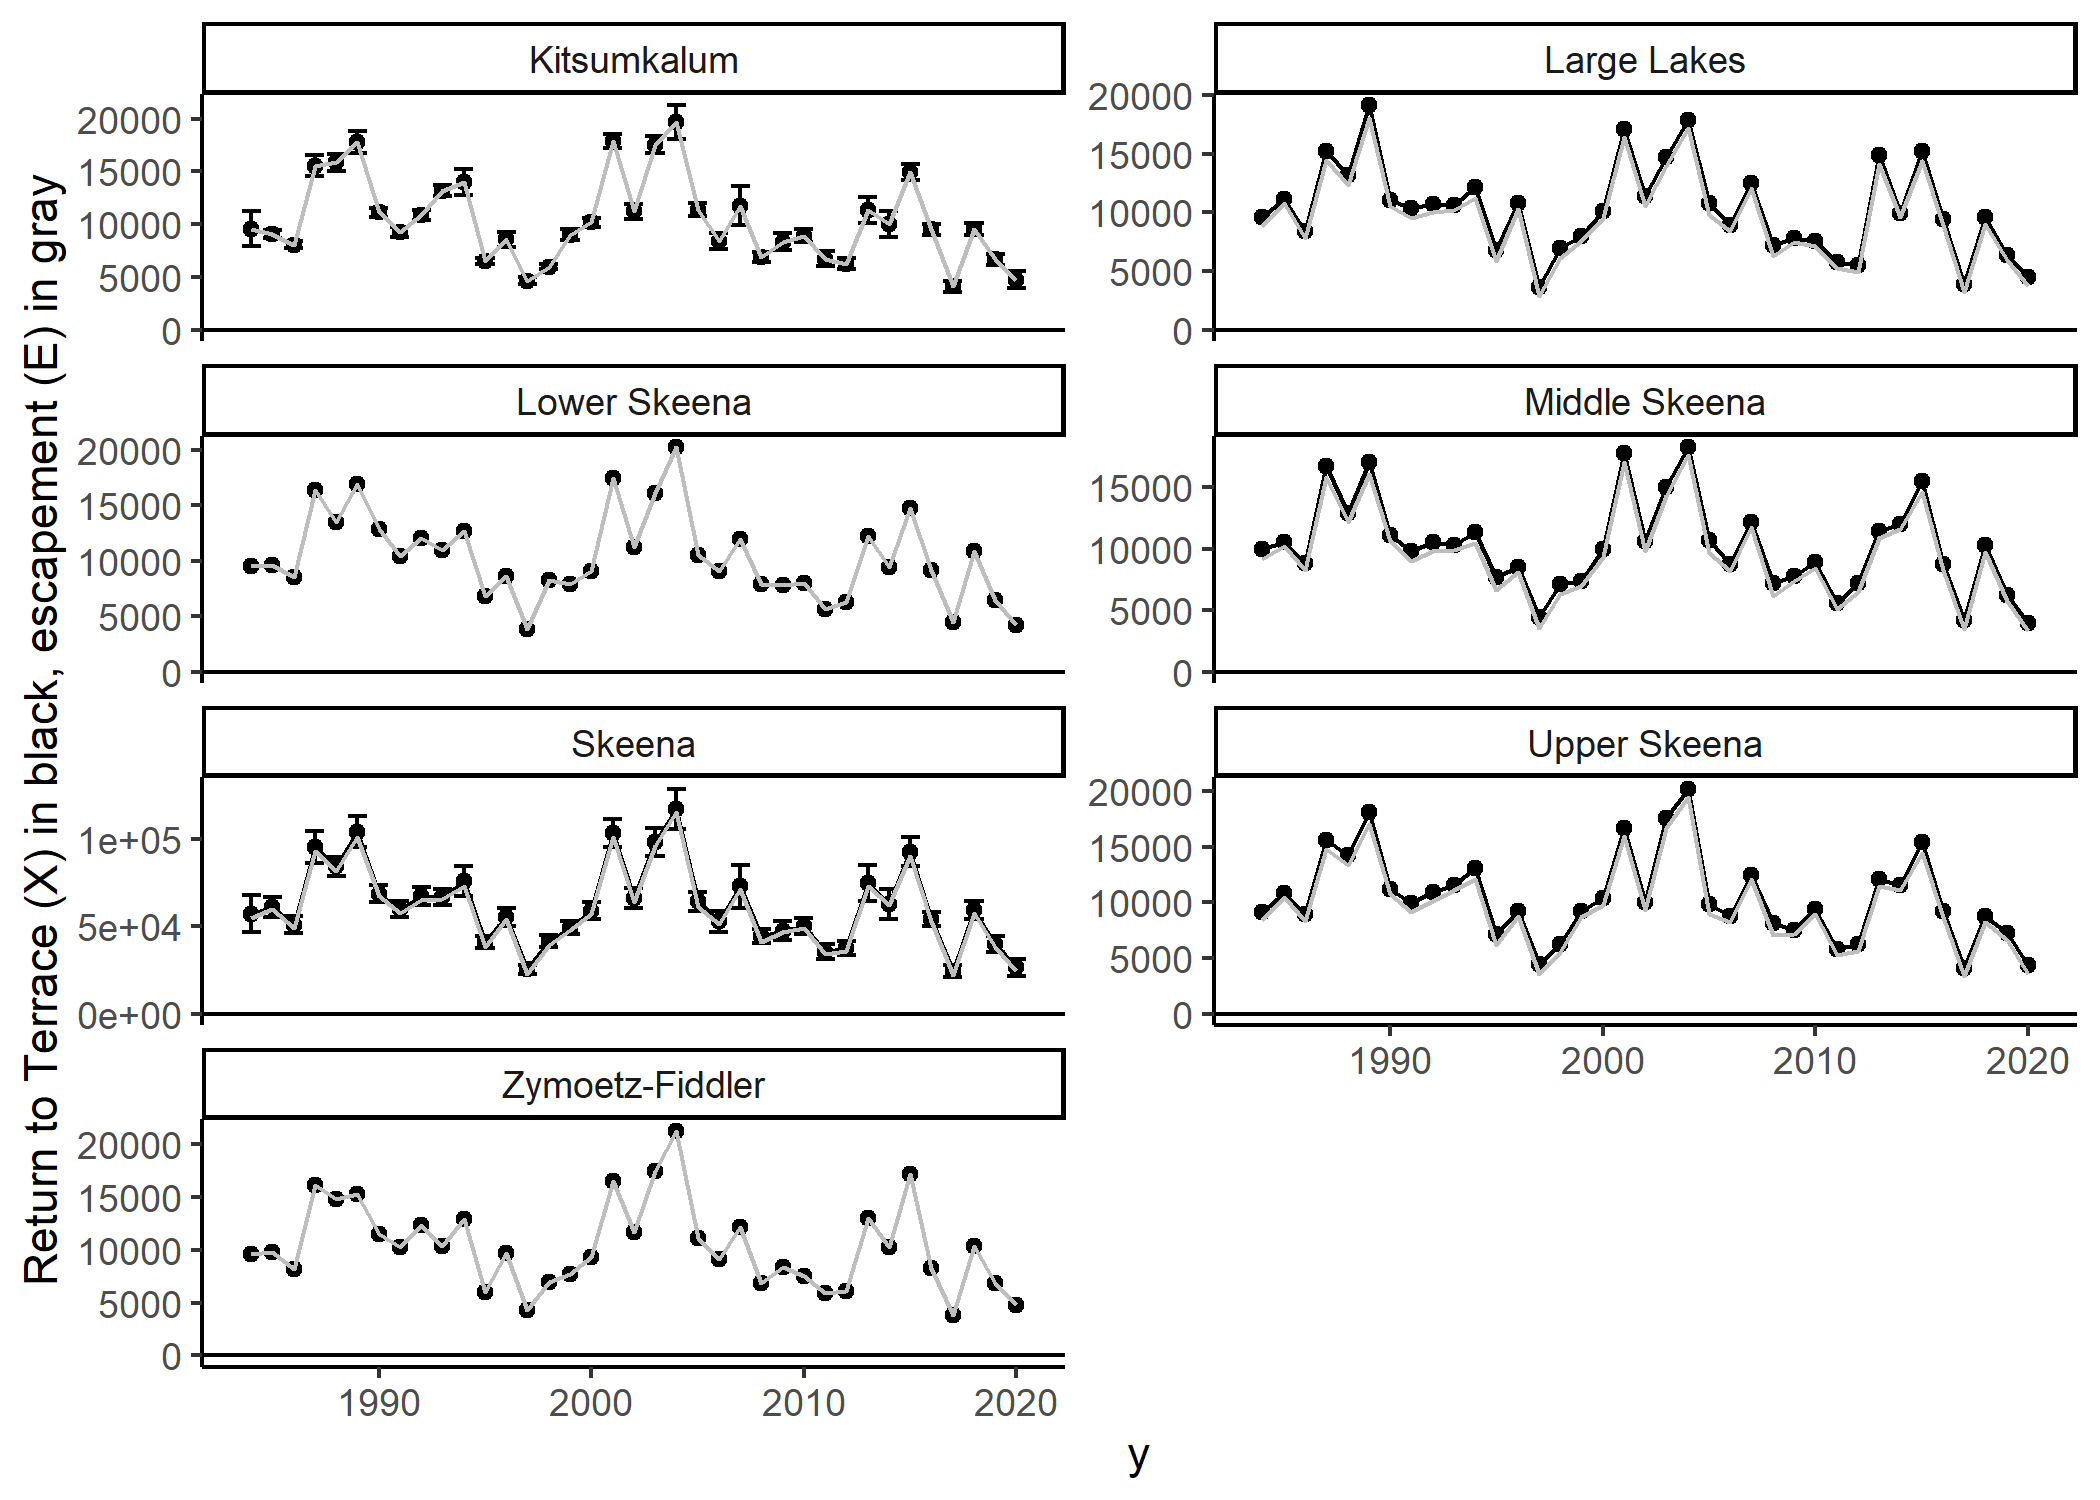 Return to Terrace (X) in black, escapement (E) in gray
Kitsumkalum
20000
15000
10000
5000
0
Large Lakes
20000
15000
10000
5000
0
Lower Skeena
20000
15000
10000
5000
0
Middle Skeena
15000
10000
5000
0
Skeena
1e+05
5e+04
0e+00
Upper Skeena
20000
15000
10000
5000
0
1990 2000 2010 2020
Zymoetz-Fiddler
20000
15000
10000
5000
0
1990 2000 2010 2020
y